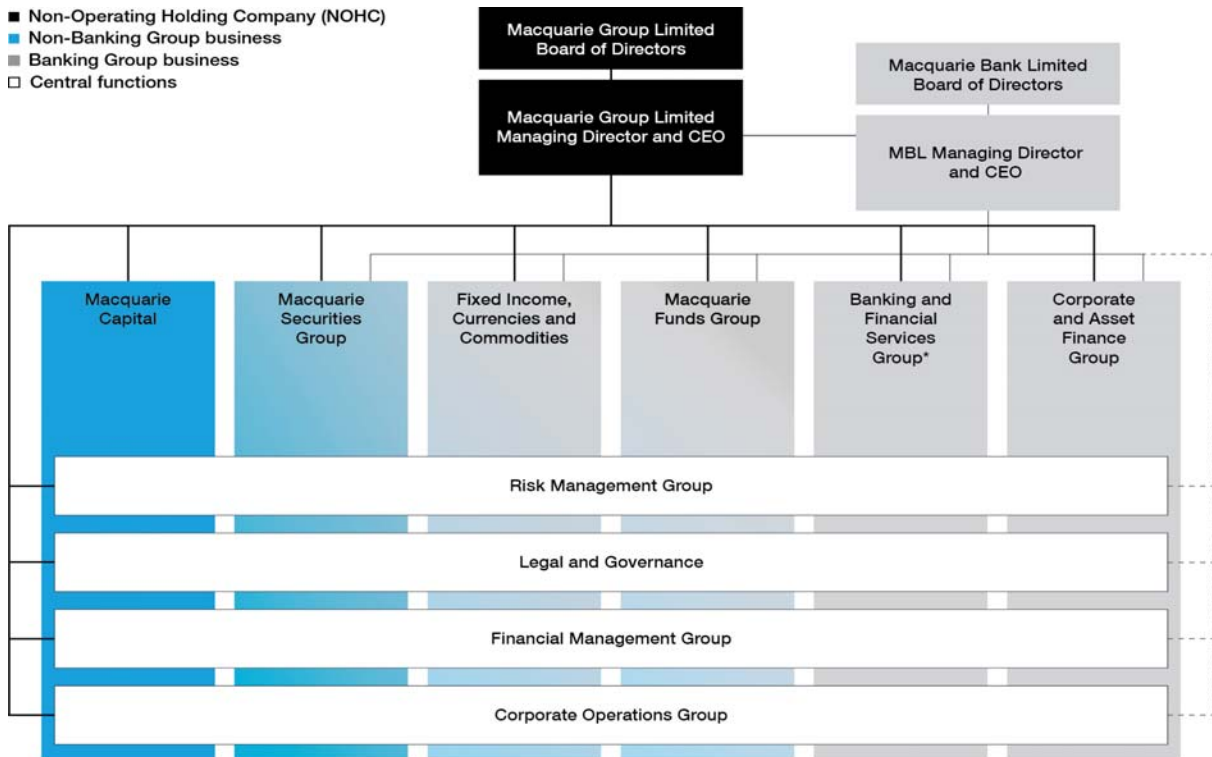 Non-Operating Holding Company (NOHC)
Non-Banking Group business
Banking Group business
Central functions
Macquarie Group Limited
Board of Directors
Macquarie Group Limited
Managing Director and CEO
Macquarie Bank Limited
Board of Directors
MBL Managing Director
and CEO
Macquarie
Capital
Macquarie
Securities
Group
Fixed Income,
Currencies and
Commodities
Macquarie
Funds Group
Banking and
Financial
Services
Group*
Corporate
and Asset
Finance
Group
Risk Management Group
Legal and Governance
Financial Management Group
Corporate Operations Group